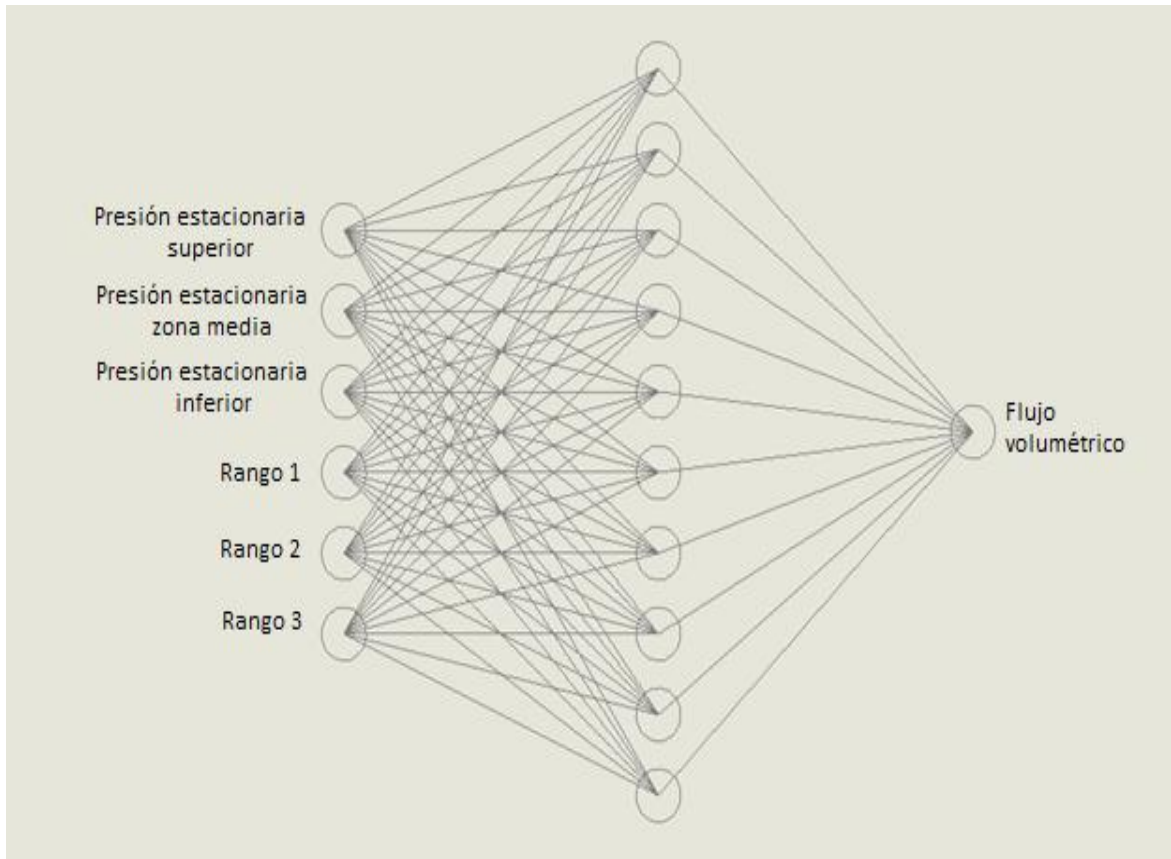 Presión estacionaria
superior
Presión estacionaria
zona media
Presión estacionaria
inferior
Rango 1
Rango 2
Rango 3
Flujo
volumétrico